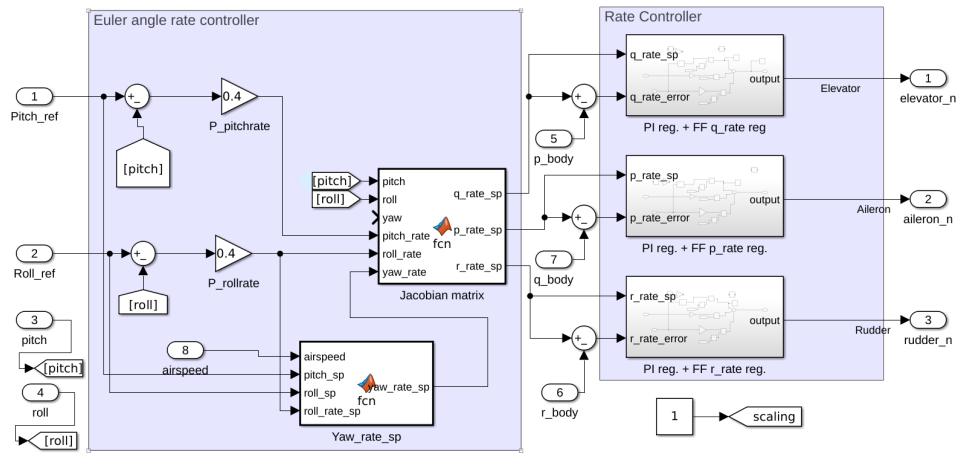 Euler angle rate controller
Rate Controller
1
Pitch_ref
+
_
0.4
P_pitchrate
[pitch]
2
Roll_ref
+
_
0.4
P_rollrate
[roll]
3
pitch
[pitch]
4
roll
[roll]
8
airspeed
[pitch]
[roll]
pitch
roll
yaw
pitch_rate
roll_rate
yaw_rate
fcn
q_rate_sp
p_rate_sp
r_rate_sp
Jacobian matrix
airspeed
pitch_sp
roll_sp
roll_rate_sp
fcn
yaw_rate_sp
Yaw_rate_sp
+
_
5
p_body
q_rate_sp
q_rate_error
output
PI reg. + FF q_rate reg
Elevator
1
elevator_n
+
_
7
q_body
p_rate_sp
p_rate_error
output
PI reg. + FF p_rate reg.
Aileron
2
aileron_n
+
_
6
r_body
r_rate_sp
r_rate_error
output
PI reg. + FF r_rate reg.
Rudder
3
rudder_n
1
scaling